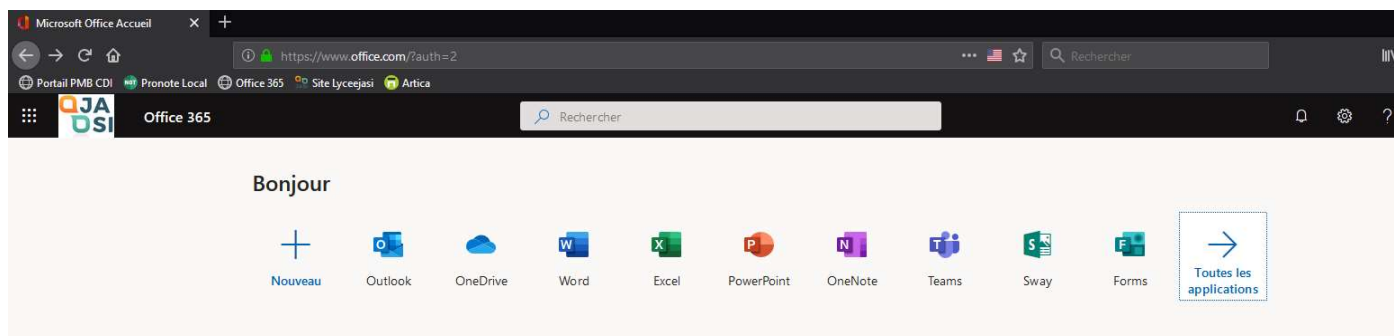 Microsoft Office Accueil
https://www.office.com/?auth=2
Rechercher
Portail PMB CDI Pronote Local Office 365 Site Lyceejasi Artica
JA
SI
Office 365
Rechercher
?
Bonjour
Nouveau Outlook OneDrive Word Excel PowerPoint OneNote Teams Sway Forms Toutes les
applications